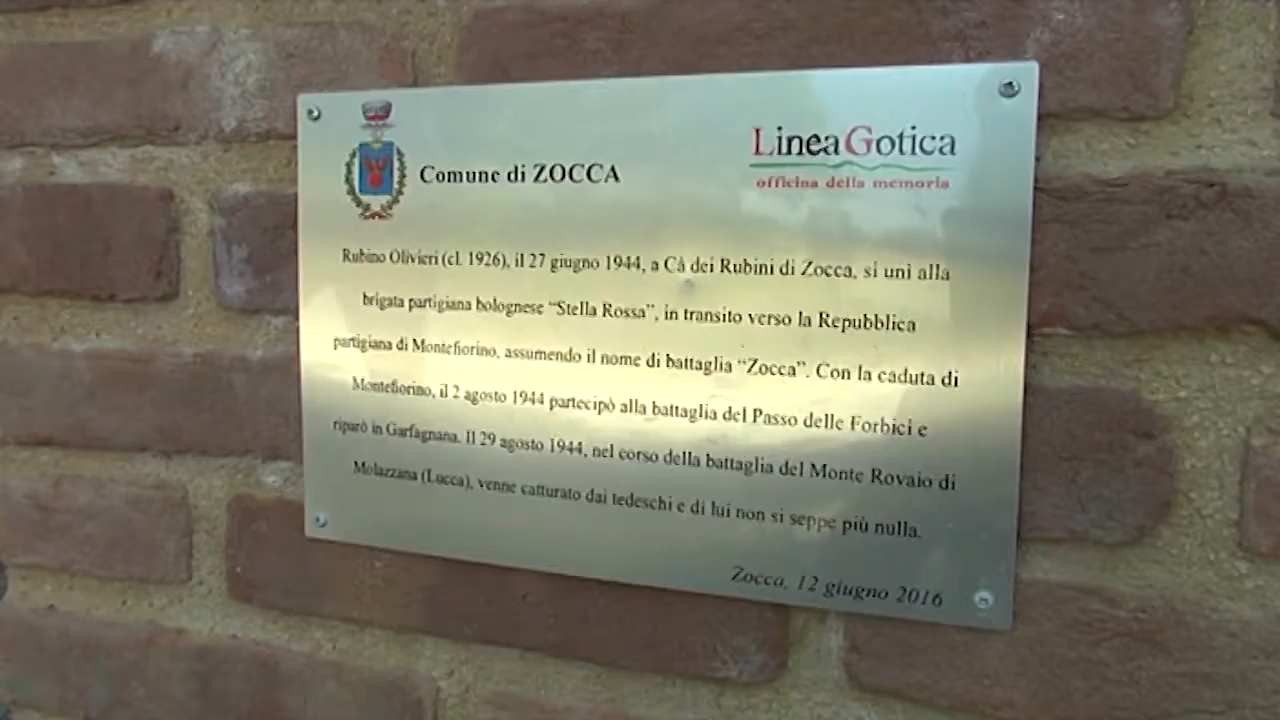 Comune di ZOCCA
LineaGotica
officina della memoria
Rubino Olivieri (cl. 1926), il 27 giugno 1944, a Cà dei Rubini di Zocca, si unì alla
brigata partigiana bolognese “Stella Rossa”, in transito verso la Repubblica
partigiana di Montefiorino, assumendo il nome di battaglia “Zocca”. Con la caduta di
Montefiorino, il 2 agosto 1944 partecipò alla battaglia del Passo delle Forbici e
riparò in Garfagnana. Il 29 agosto 1944, nel corso della battaglia del Monte Rovaio di
Molazzana (Lucca), venne catturato dai tedeschi e di lui non si seppe più nulla.
Zocca, 12 giugno 2016